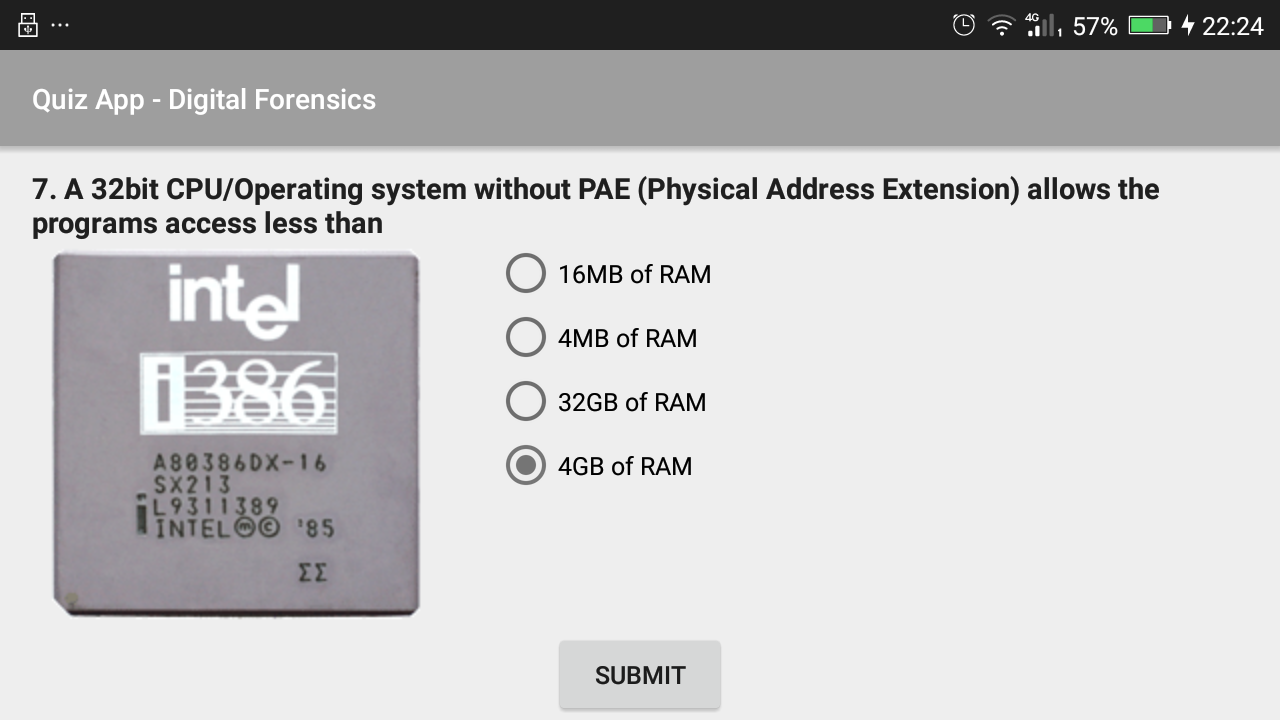 4G 1 57% 22:24
Quiz App - Digital Forensics
7. A 32bit CPU/Operating system without PAE (Physical Address Extension) allows the
programs access less than
intel
i386
A80386DX-16
SX213
L9311389
INTEL Ⓜ © '85
ΣΣ
16MB of RAM
4MB of RAM
32GB of RAM
4GB of RAM
SUBMIT